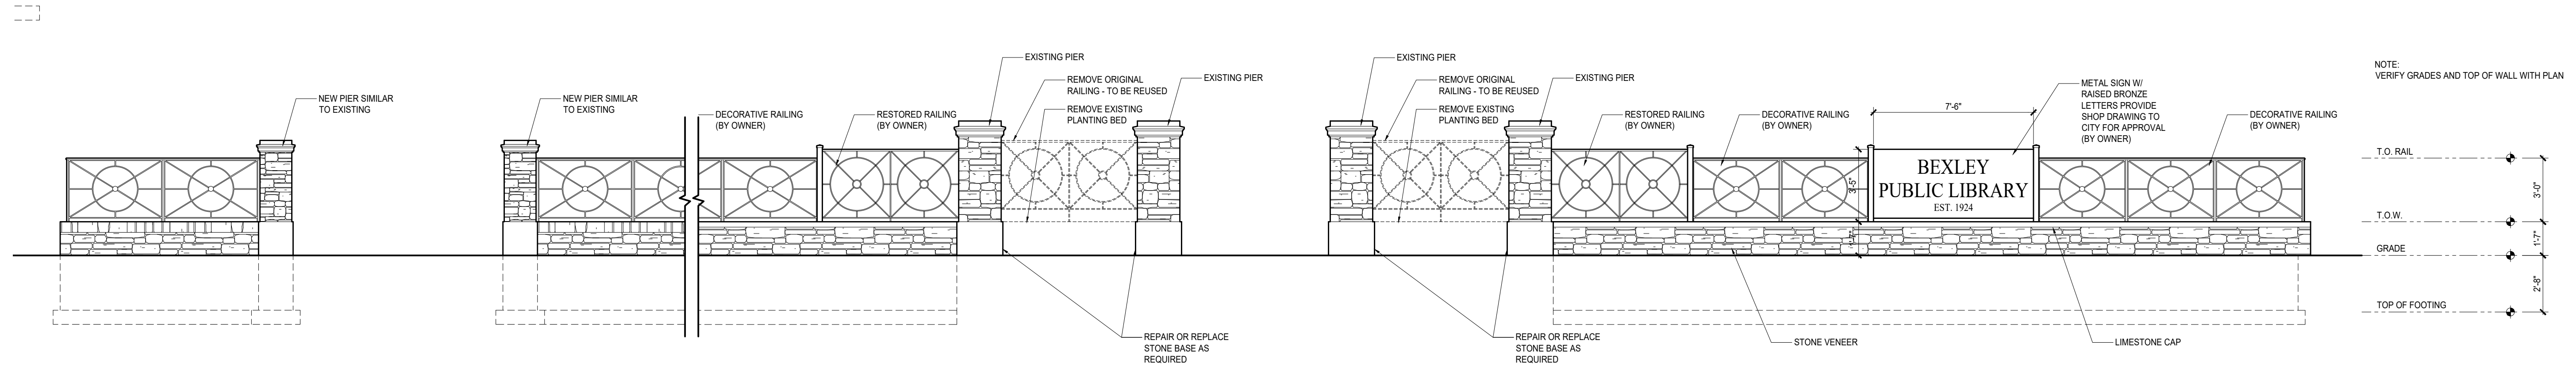 NEW PIER SIMILAR
TO EXISTING
NEW PIER SIMILAR
TO EXISTING
DECORATIVE RAILING
(BY OWNER)
RESTORED RAILING
(BY OWNER)
EXISTING PIER
REMOVE ORIGINAL
RAILING - TO BE REUSED
REMOVE EXISTING
PLANTING BED
EXISTING PIER
REPAIR OR REPLACE
STONE BASE AS
REQUIRED
EXISTING PIER
REMOVE ORIGINAL
RAILING - TO BE REUSED
REMOVE EXISTING
PLANTING BED
EXISTING PIER
REPAIR OR REPLACE
STONE BASE AS
REQUIRED
RESTORED RAILING
(BY OWNER)
DECORATIVE RAILING
(BY OWNER)
7'-6"
3'-5"
1'-7"
BEXLEY
PUBLIC LIBRARY
EST. 1924
METAL SIGN W/
RAISED BRONZE
LETTERS PROVIDE
SHOP DRAWING TO
CITY FOR APPROVAL
(BY OWNER)
DECORATIVE RAILING
(BY OWNER)
STONE VENEER
LIMESTONE CAP
NOTE:
VERIFY GRADES AND TOP OF WALL WITH PLAN
T.O. RAIL
3'-0"
T.O.W.
1'-7"
GRADE
2'-8"
TOP OF FOOTING